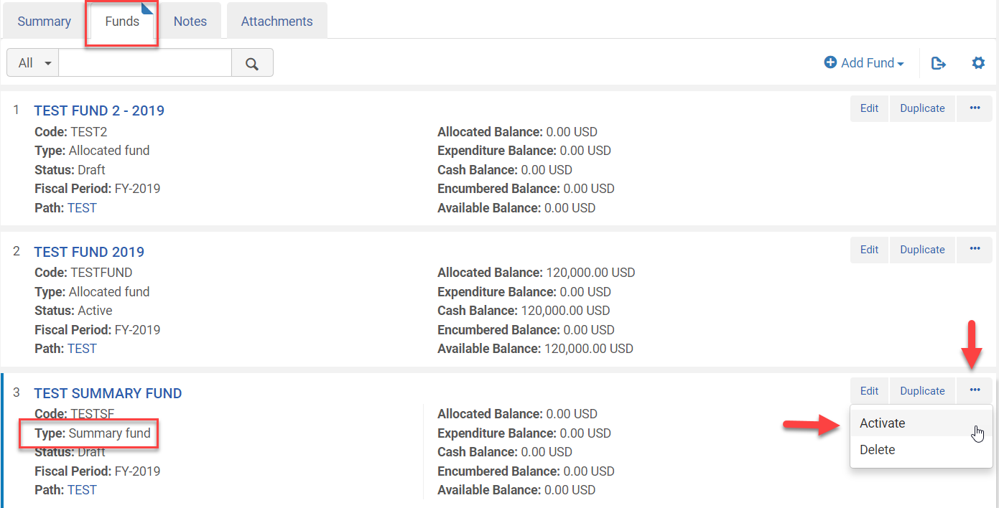 Summary Funds Notes Attachments
All Add Fund
1 TEST FUND 2 - 2019 Edit Duplicate
Code: TEST2 Allocated Balance: 0.00 USD
Type: Allocated fund Expenditure Balance: 0.00 USD
Status: Draft Cash Balance: 0.00 USD
Fiscal Period: FY-2019 Encumbered Balance: 0.00 USD
Path: TEST Available Balance: 0.00 USD
2 TEST FUND 2019 Edit Duplicate
Code: TESTFUND Allocated Balance: 120,000.00 USD
Type: Allocated fund Expenditure Balance: 0.00 USD
Status: Active Cash Balance: 120,000.00 USD
Fiscal Period: FY-2019 Encumbered Balance: 0.00 USD
Path: TEST Available Balance: 120,000.00 USD
3 TEST SUMMARY FUND Edit Duplicate
Code: TESTSF Allocated Balance: 0.00 USD Activate
Type: Summary fund Expenditure Balance: 0.00 USD
Status: Draft Cash Balance: 0.00 USD Delete
Fiscal Period: FY-2019 Encumbered Balance: 0.00 USD
Path: TEST Available Balance: 0.00 USD